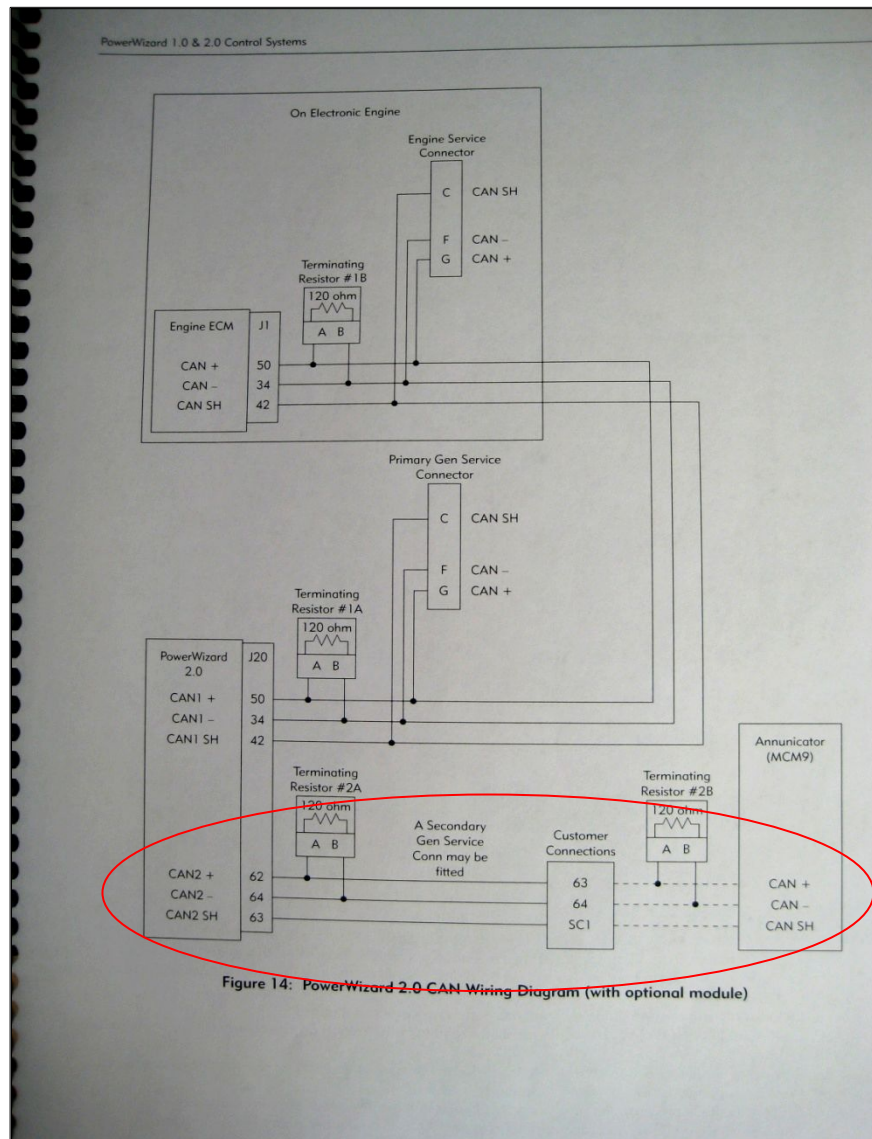 PowerWizard 1.0 & 2.0 Control Systems
On Electronic Engine
Engine Service
Connector
C CAN SH
F CAN –
G CAN +
Terminating
Resistor #1B
120 ohm
A B
Engine ECM J1
CAN + 50
CAN – 34
CAN SH 42
Primary Gen Service
Connector
C CAN SH
F CAN –
G CAN +
Terminating
Resistor #1A
120 ohm
A B
PowerWizard
2.0
J20
CAN1 + 50
CAN1 – 34
CAN1 SH 42
Annunicator
(MCM9)
Terminating
Resistor #2A
120 ohm
A B
A Secondary
Gen Service
Conn may be
fitted
Customer
Connections
Terminating
Resistor #2B
120 ohm
A B
CAN2 + 62 63 CAN +
CAN2 – 64 64 CAN –
CAN2 SH 63 SC1 CAN SH
Figure 14: PowerWizard 2.0 CAN Wiring Diagram (with optional module)